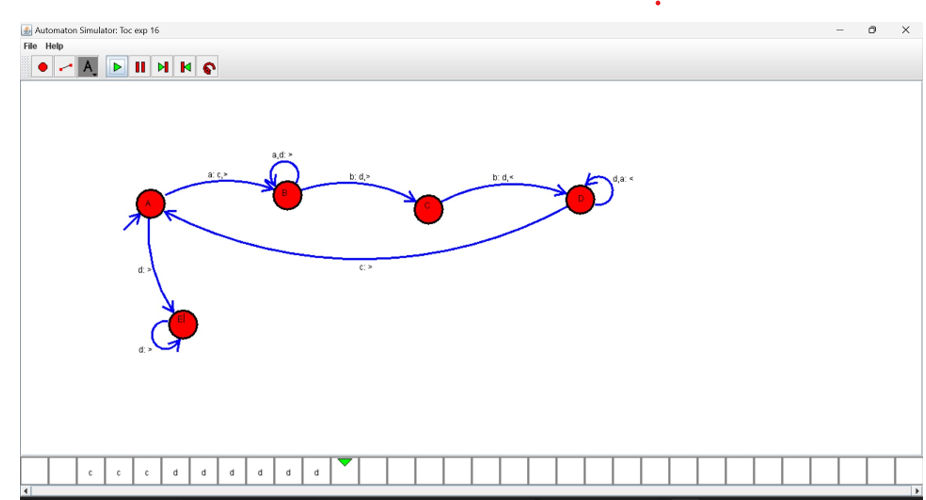 Automaton Simulator: Toc exp 16
File Help
A
a,d: >
a: c,>
b: d,>
b: d,<
d,a: <
A
B
C
D
c: >
d: >
E
d: >
c c c d d d d d d